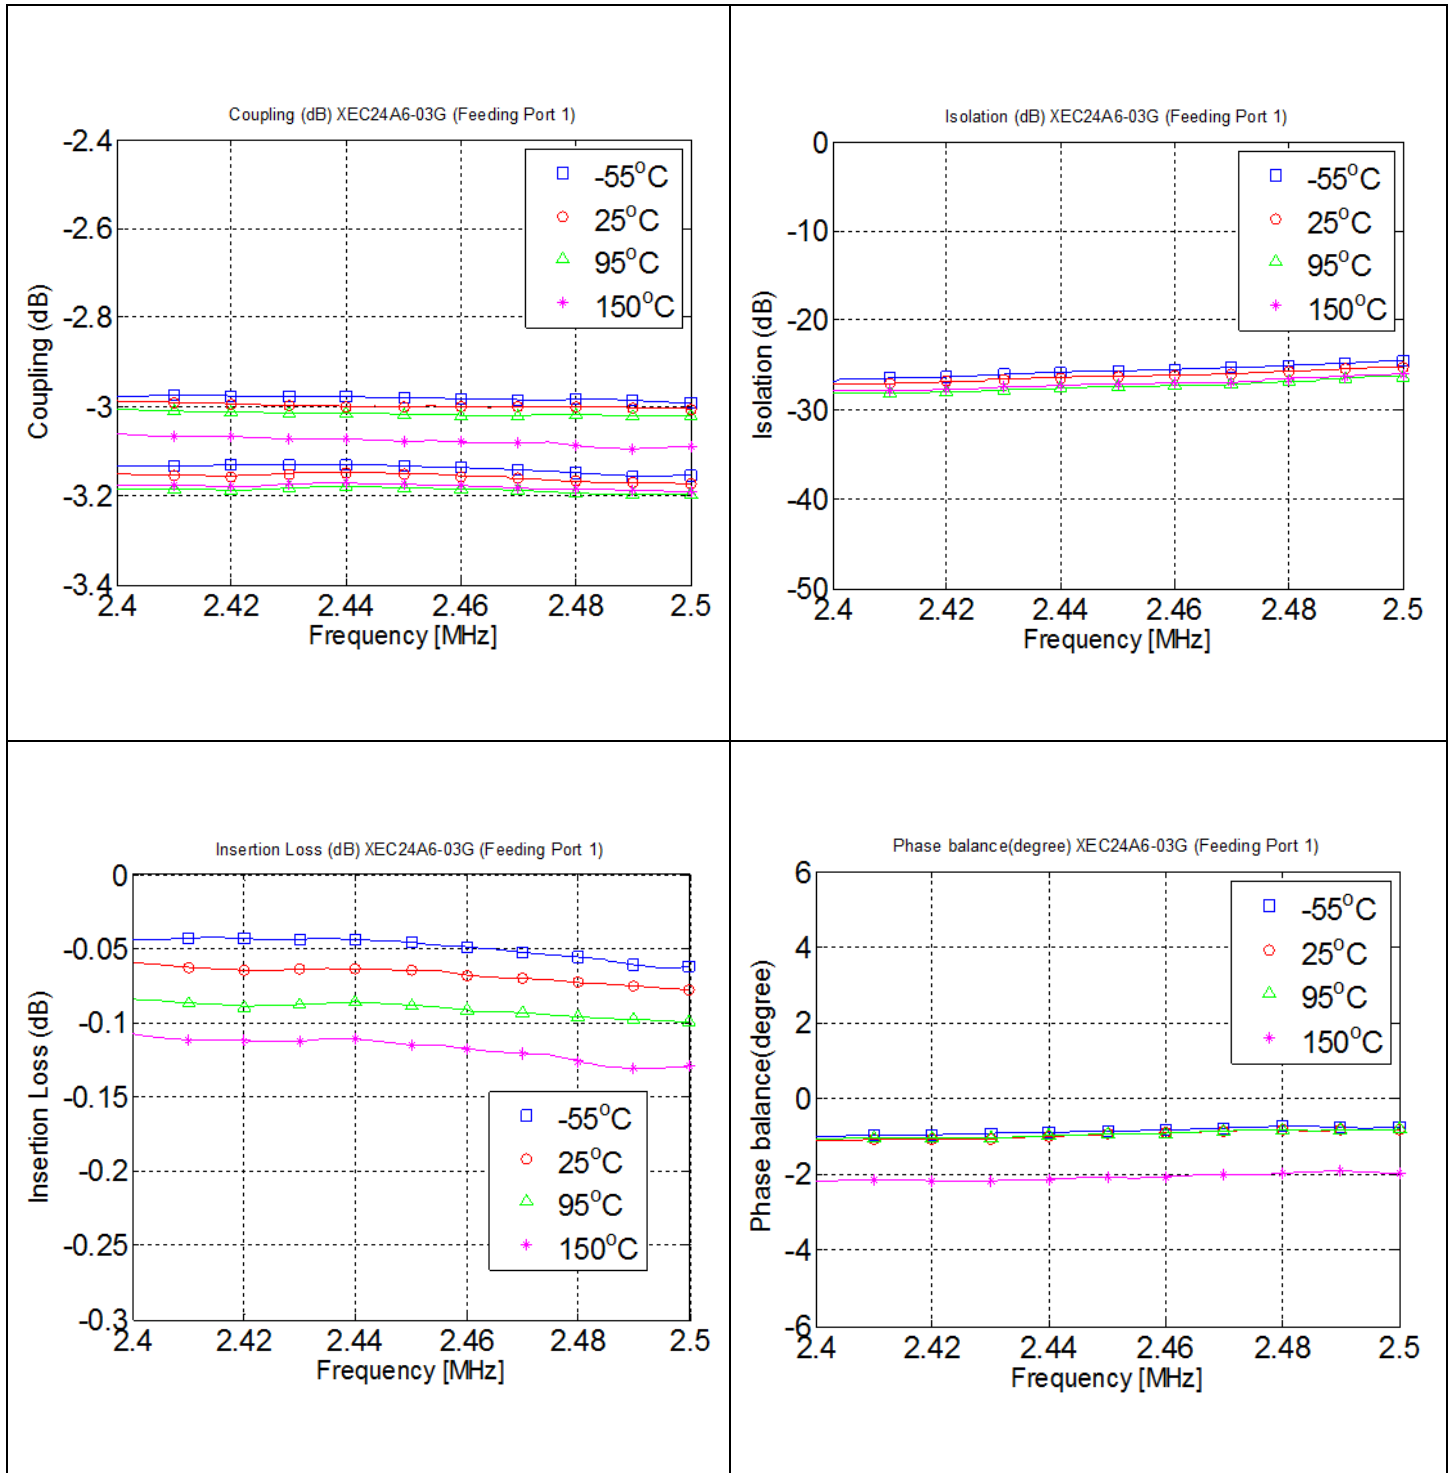 Coupling (dB) XEC24A6-03G (Feeding Port 1)
-2.4
-2.6
-2.8
-3
-3.2
-3.4
Coupling (dB)
-55°C
25°C
95°C
150°C
2.4 2.42 2.44 2.46 2.48 2.5
Frequency [MHz]
Isolation (dB) XEC24A6-03G (Feeding Port 1)
0
-10
-20
-30
-40
-50
Isolation (dB)
-55°C
25°C
95°C
150°C
2.4 2.42 2.44 2.46 2.48 2.5
Frequency [MHz]
Insertion Loss (dB) XEC24A6-03G (Feeding Port 1)
0
-0.05
-0.1
-0.15
-0.2
-0.25
-0.3
Insertion Loss (dB)
-55°C
25°C
95°C
150°C
2.4 2.42 2.44 2.46 2.48 2.5
Frequency [MHz]
Phase balance(degree) XEC24A6-03G (Feeding Port 1)
6
4
2
0
-2
-4
-6
Phase balance(degree)
-55°C
25°C
95°C
150°C
2.4 2.42 2.44 2.46 2.48 2.5
Frequency [MHz]